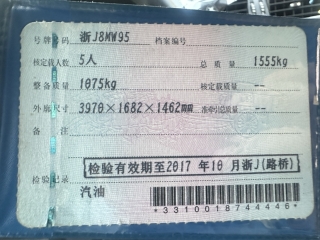 号牌号码 浙J8MW95 档案编号
核定载人数 5人 总质量 1555kg
整备质量 1075kg 核定载质量 --
外廓尺寸 3970×1682×1462mm 准牵引总质量 --
备注
检验有效期至2017 年10 月浙J(路桥)
检验记录
汽油
*3310018744446*